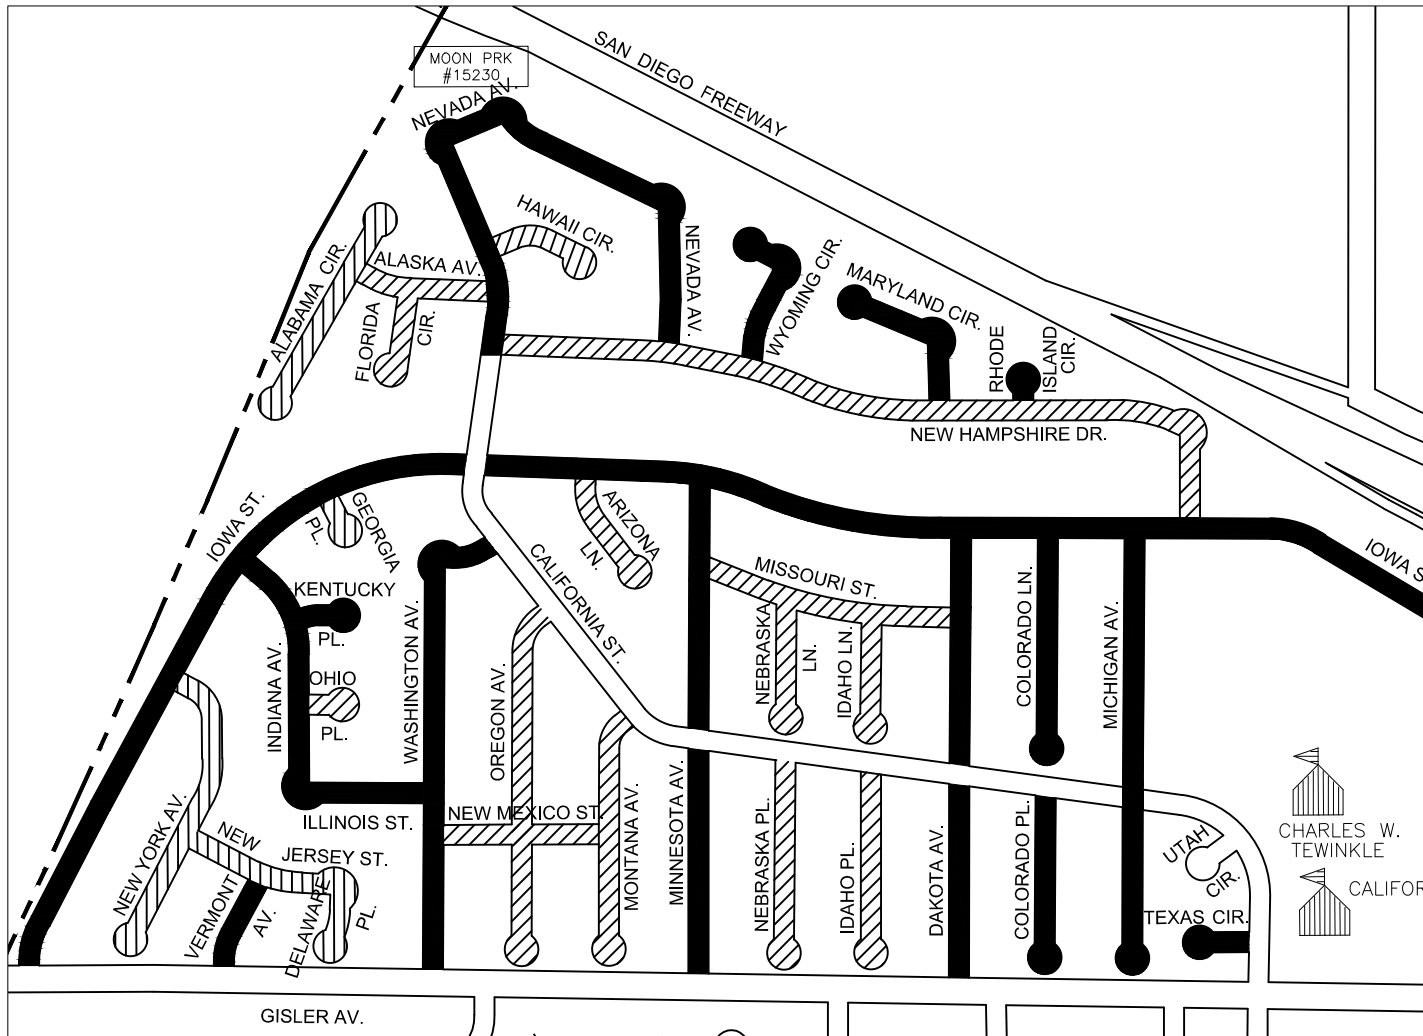 MOON PRK
#15230
NEVADA AV.
SAN DIEGO FREEWAY
HAWAII CIR.
ALASKA AV.
ALABAMA CIR.
FLORIDA
CIR.
NEVADA AV.
WYOMING CIR.
MARYLAND CIR.
RHODE
ISLAND
CIR.
NEW HAMPSHIRE DR.
IOWA ST.
GEORGIA
PL.
ARIZONA
LN.
IOWA S
KENTUCKY
PL.
CALIFORNIA ST.
MISSOURI ST.
INDIANA AV.
OHIO
PL.
WASHINGTON AV.
OREGON AV.
NEBRASKA
LN.
IDAHO LN.
COLORADO LN.
MICHIGAN AV.
ILLINOIS ST.
NEW MEXICO ST.
MONTANA AV.
MINNESOTA AV.
NEBRASKA PL.
IDAHO PL.
DAKOTA AV.
COLORADO PL.
UTAH
CIR.
TEXAS CIR.
CHARLES W.
TEWINKLE
CALIFOR
NEW YORK AV.
NEW
JERSEY ST.
VERMONT
AV.
DELAWARE
PL.
GISLER AV.